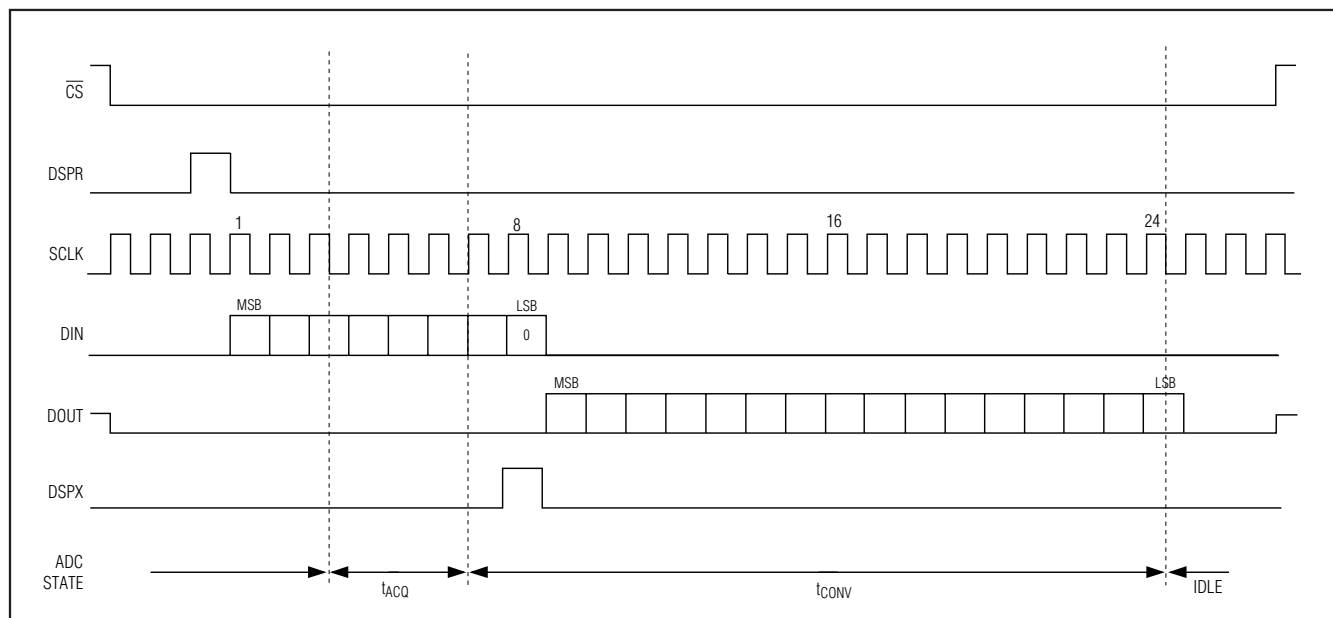 CS
DSPR
1 8 16 24
SCLK
MSB LSB
DIN 0
MSB LSB
DOUT
DSPX
ADC
STATE
tACQ tCONV IDLE